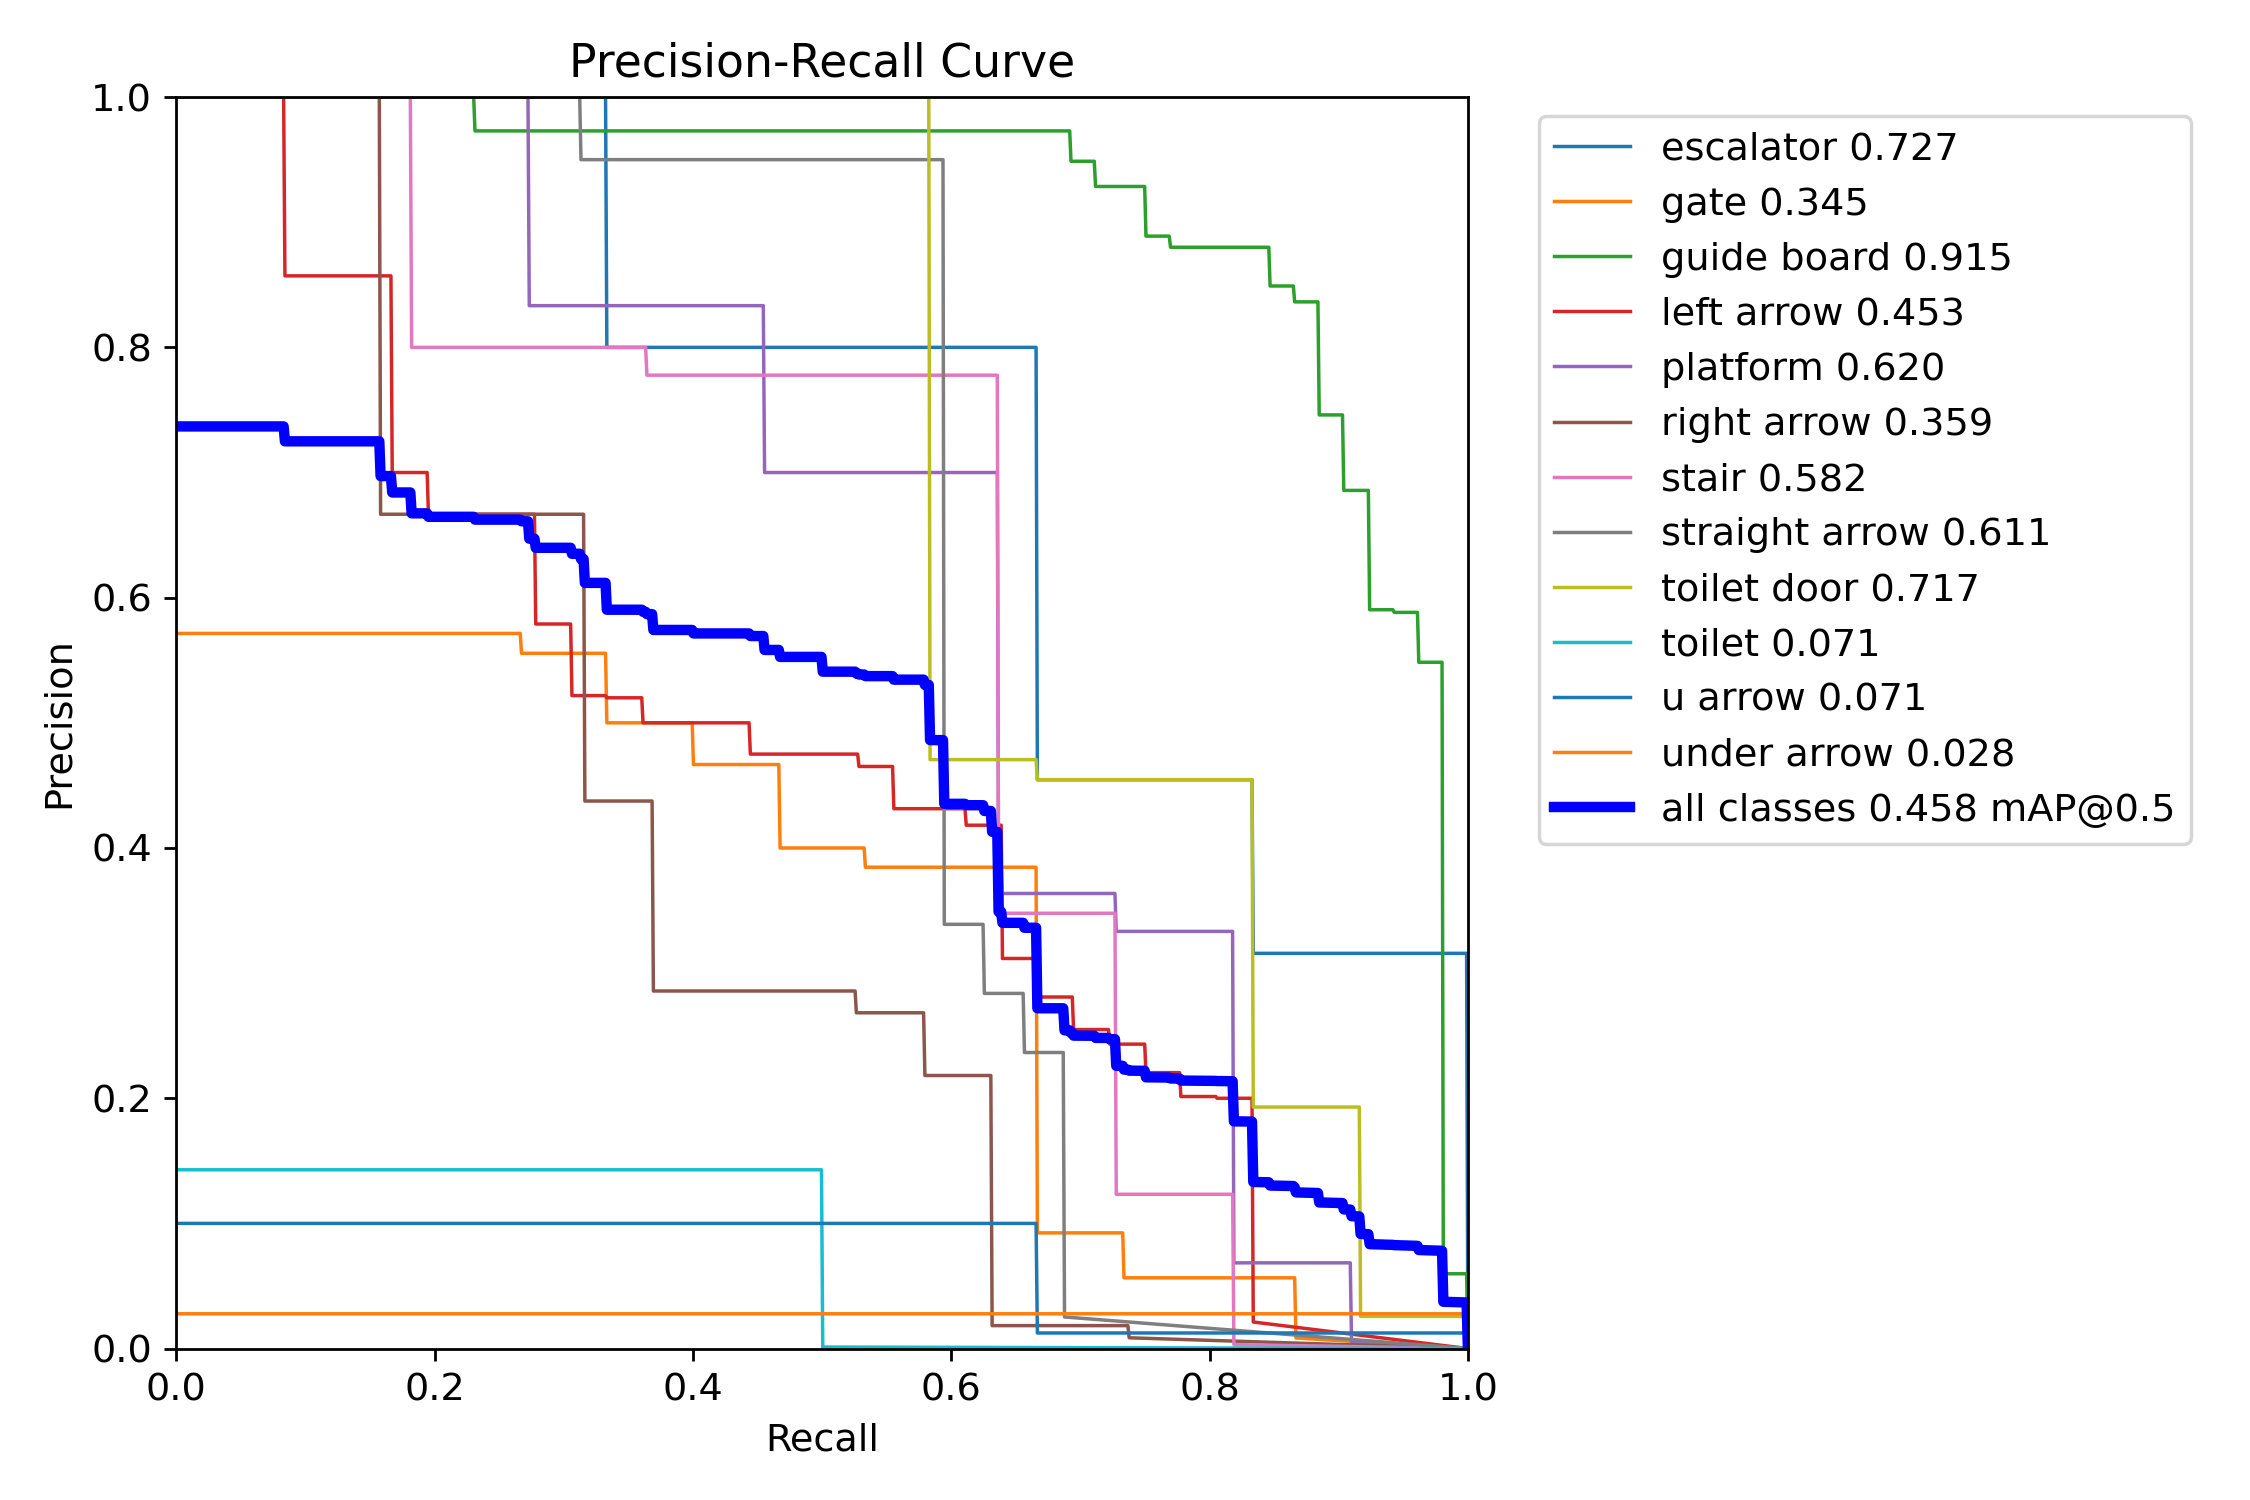 Precision-Recall Curve
1.0
0.8
0.6
0.4
0.2
0.0
Precision
0.0 0.2 0.4 0.6 0.8 1.0
Recall
escalator 0.727
gate 0.345
guide board 0.915
left arrow 0.453
platform 0.620
right arrow 0.359
stair 0.582
straight arrow 0.611
toilet door 0.717
toilet 0.071
u arrow 0.071
under arrow 0.028
all classes 0.458 mAP@0.5